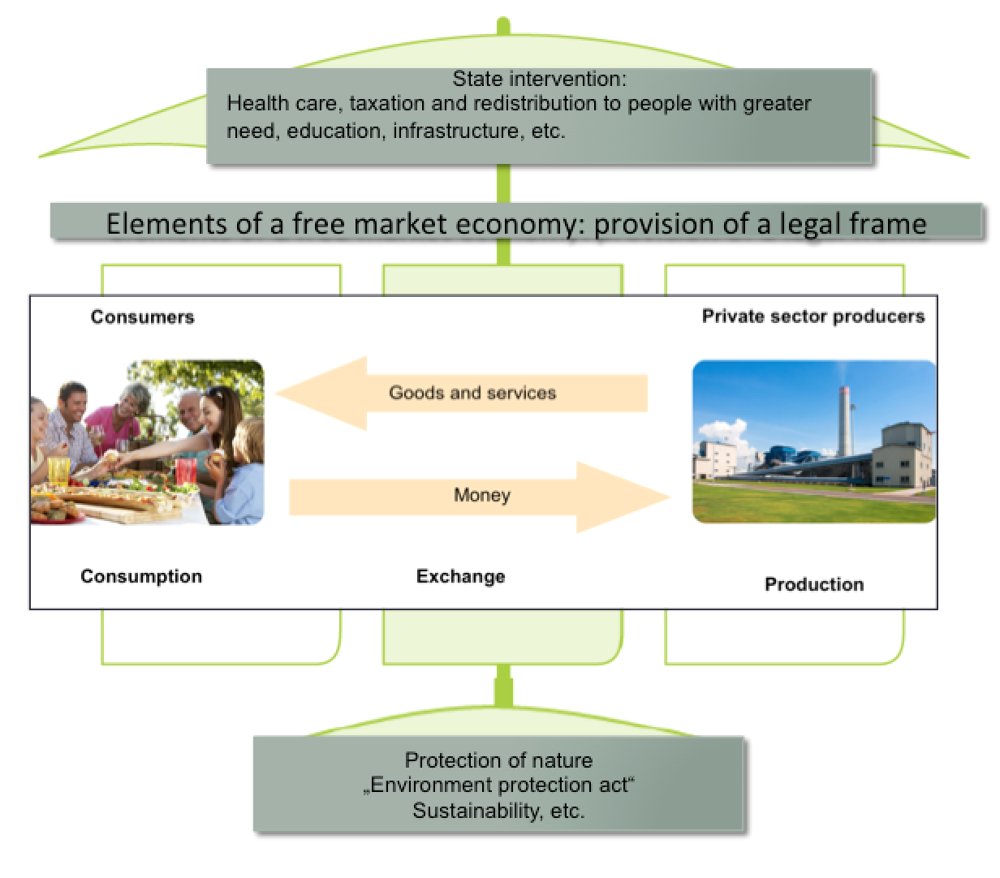 State intervention:
Health care, taxation and redistribution to people with greater
need, education, infrastructure, etc.
Elements of a free market economy: provision of a legal frame
Consumers
Private sector producers
Goods and services
Money
Consumption
Exchange
Production
Protection of nature
„Environment protection act“
Sustainability, etc.